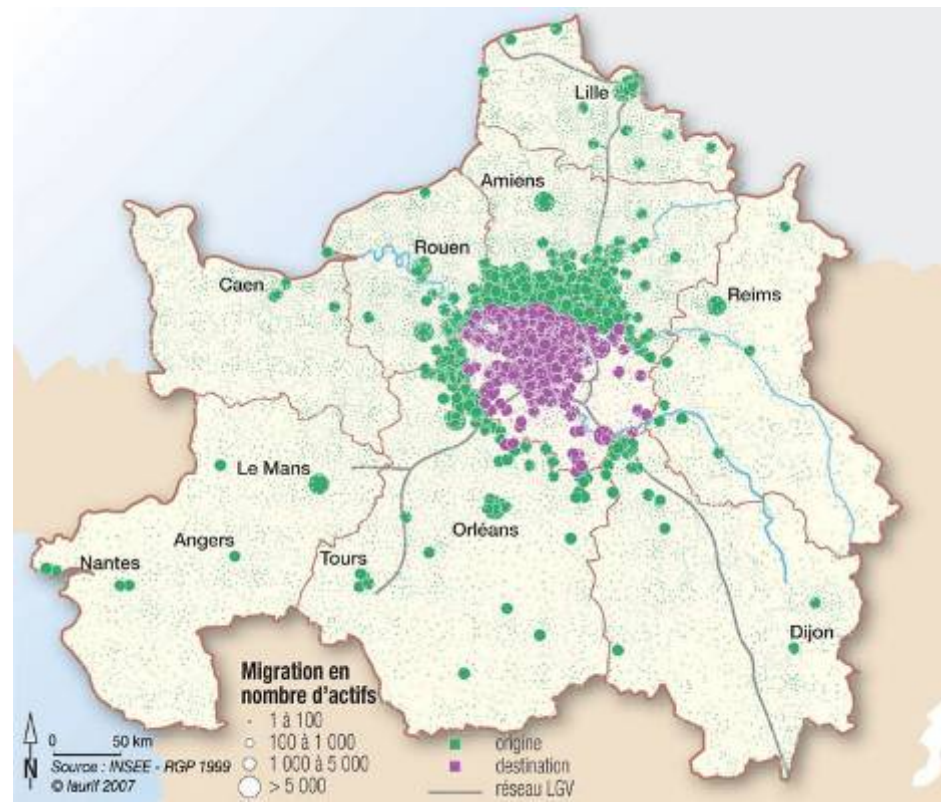 Lille
Amiens
Rouen
Caen
Reims
Le Mans
Orléans
Angers
Nantes
Tours
Dijon
Migration en
nombre d'actifs
1 à 100
100 à 1 000
1 000 à 5 000
> 5 000
origine
destination
réseau LGV
N
0 50 km
Source : INSEE - RGP 1999
© Iaurif 2007